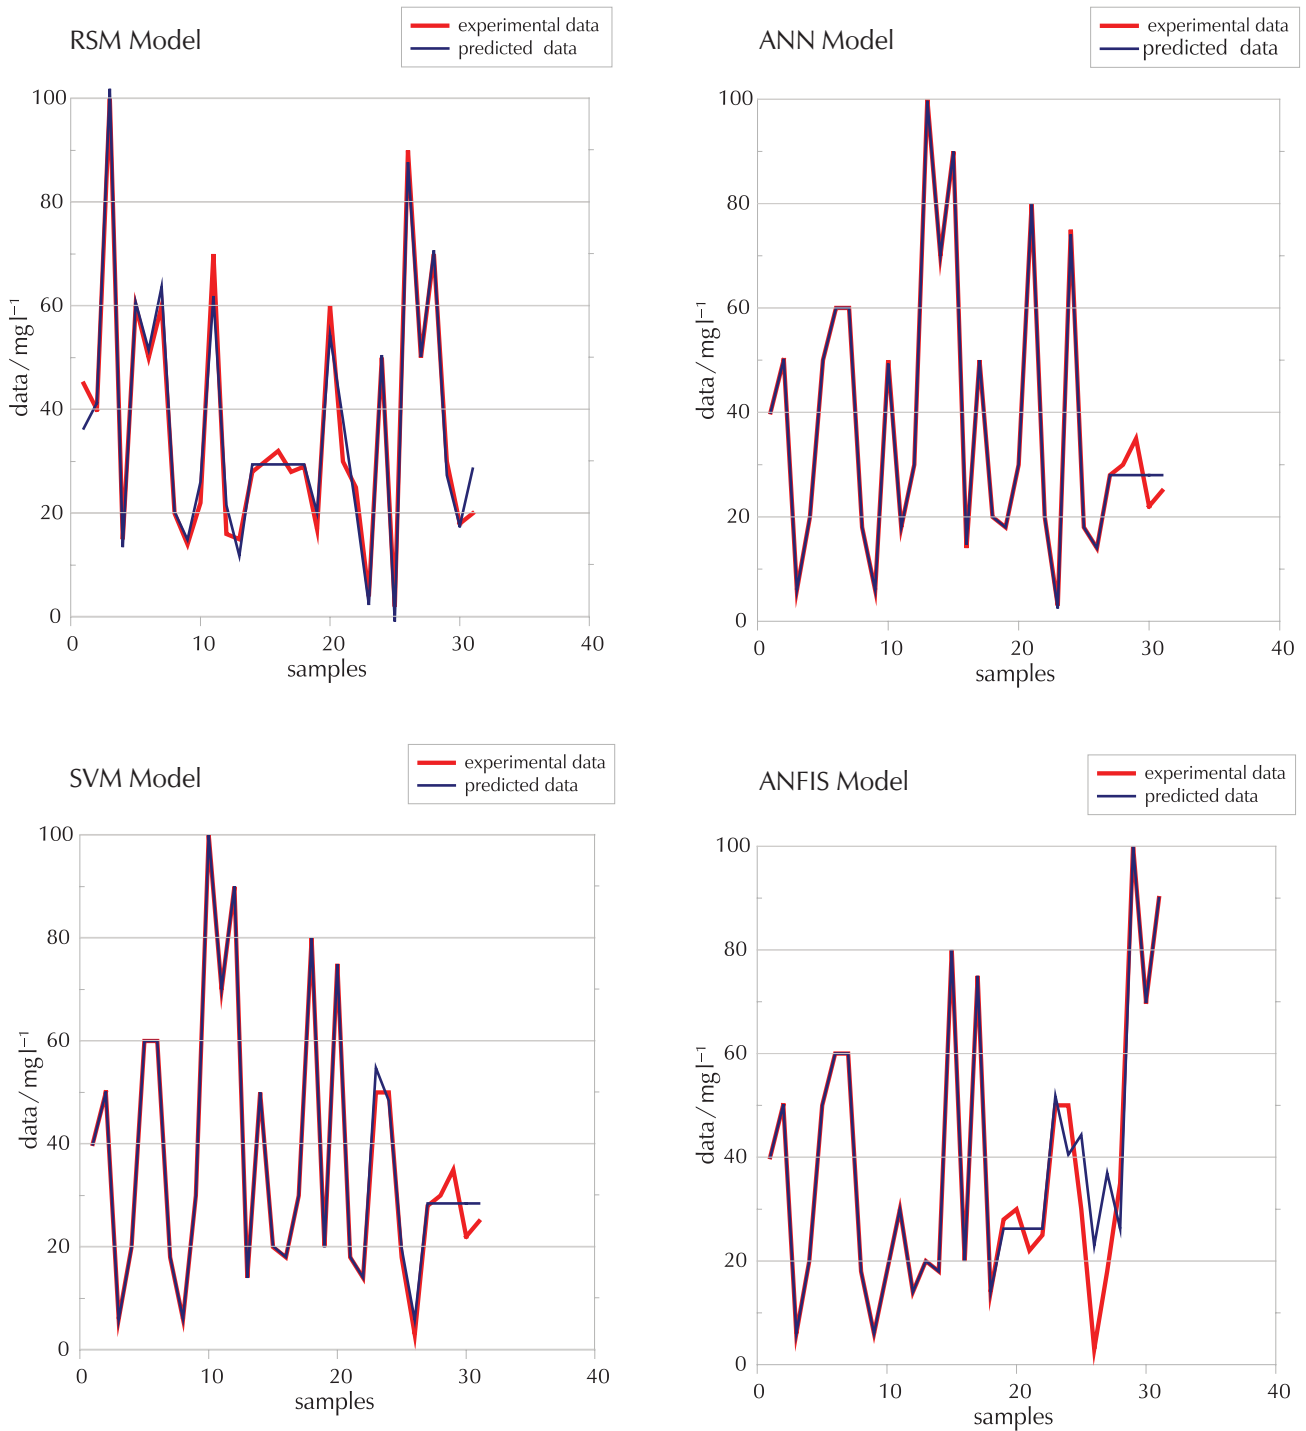 RSM Model
experimental data
predicted data
100
80
60
40
20
0
data / mg l−1
0 10 20 30 40
samples
ANN Model
experimental data
predicted data
100
80
60
40
20
0
data / mg l−1
0 10 20 30 40
samples
SVM Model
experimental data
predicted data
100
80
60
40
20
0
data / mg l−1
0 10 20 30 40
samples
ANFIS Model
experimental data
predicted data
100
80
60
40
20
0
data / mg l−1
0 10 20 30 40
samples